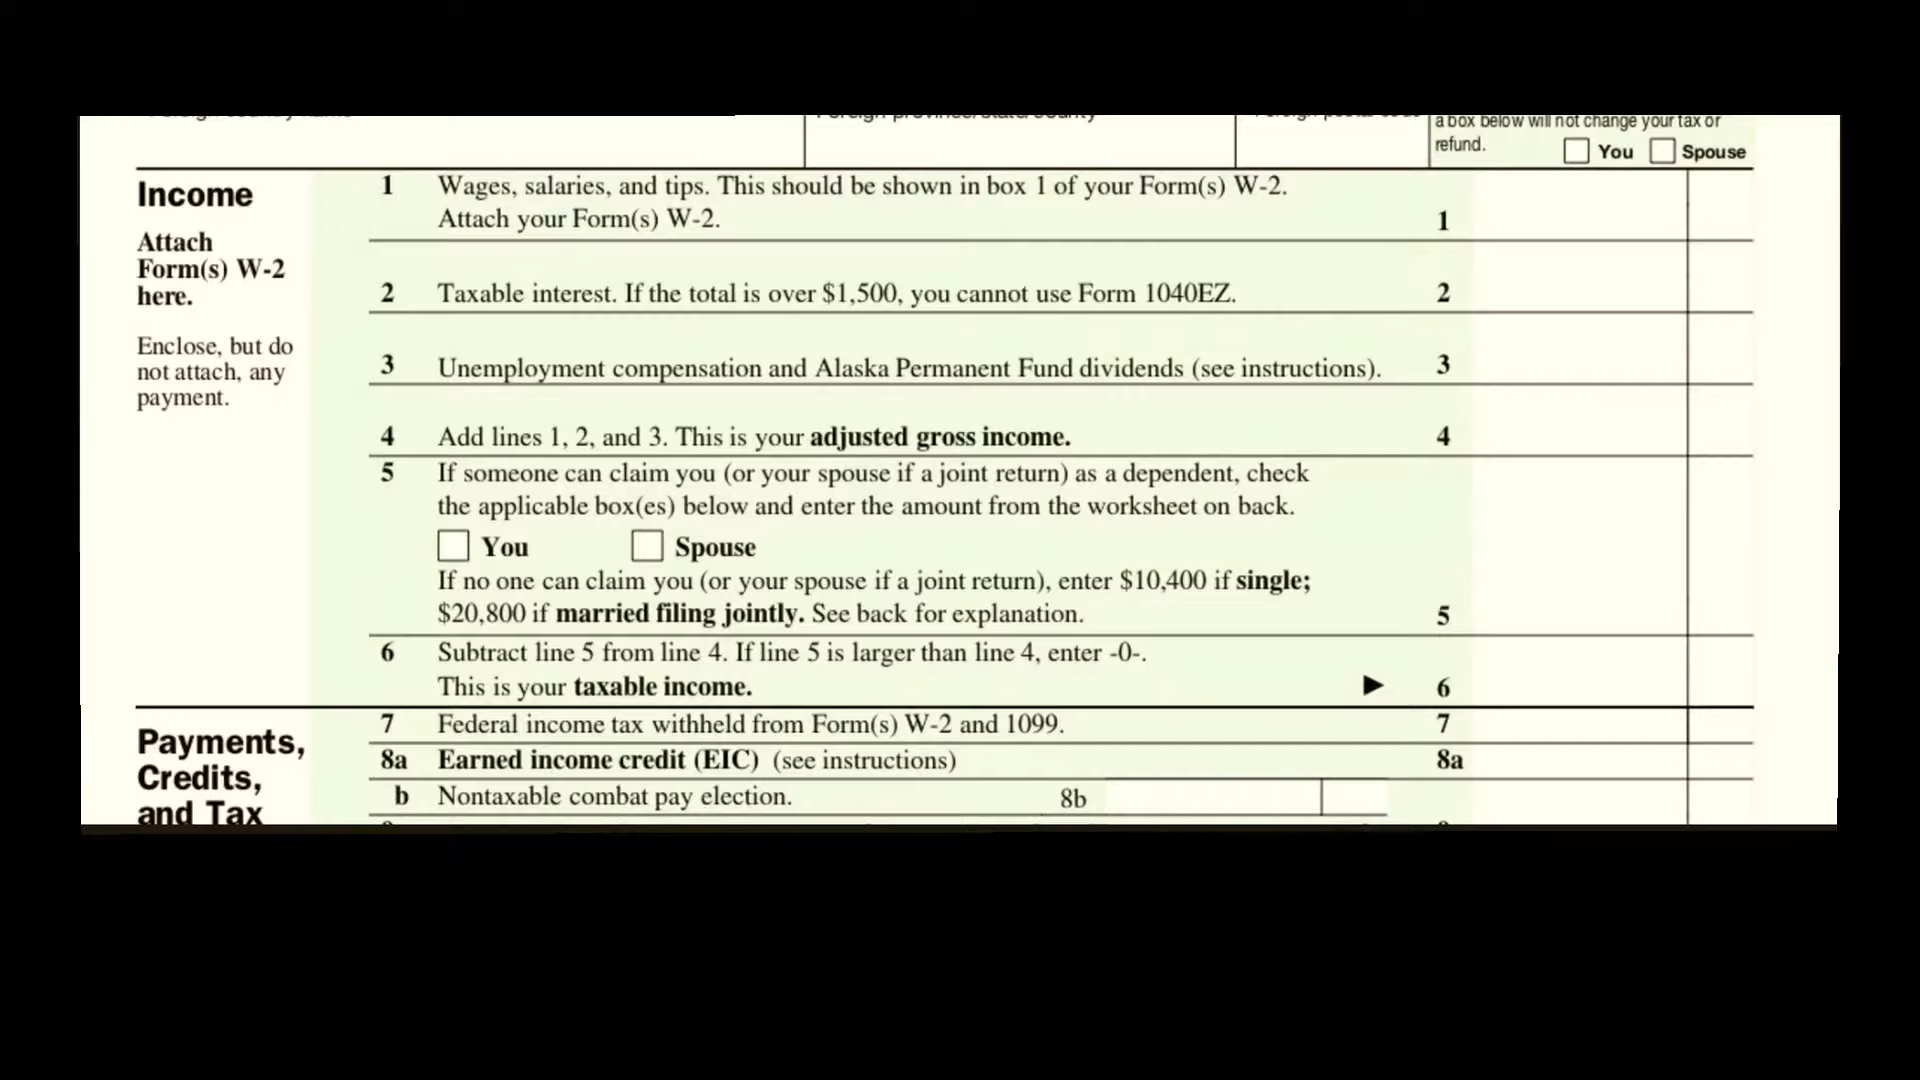 a box below will not change your tax or
refund. You Spouse
Income
Attach
Form(s) W-2
here.
Enclose, but do
not attach, any
payment.
1 Wages, salaries, and tips. This should be shown in box 1 of your Form(s) W-2.
Attach your Form(s) W-2. 1
2 Taxable interest. If the total is over $1,500, you cannot use Form 1040EZ. 2
3 Unemployment compensation and Alaska Permanent Fund dividends (see instructions). 3
4 Add lines 1, 2, and 3. This is your adjusted gross income. 4
5 If someone can claim you (or your spouse if a joint return) as a dependent, check
the applicable box(es) below and enter the amount from the worksheet on back.
You Spouse
If no one can claim you (or your spouse if a joint return), enter $10,400 if single;
$20,800 if married filing jointly. See back for explanation. 5
6 Subtract line 5 from line 4. If line 5 is larger than line 4, enter -0-.
This is your taxable income. ▶ 6
Payments,
Credits,
and Tax
7 Federal income tax withheld from Form(s) W-2 and 1099. 7
8a Earned income credit (EIC) (see instructions) 8a
b Nontaxable combat pay election. 8b